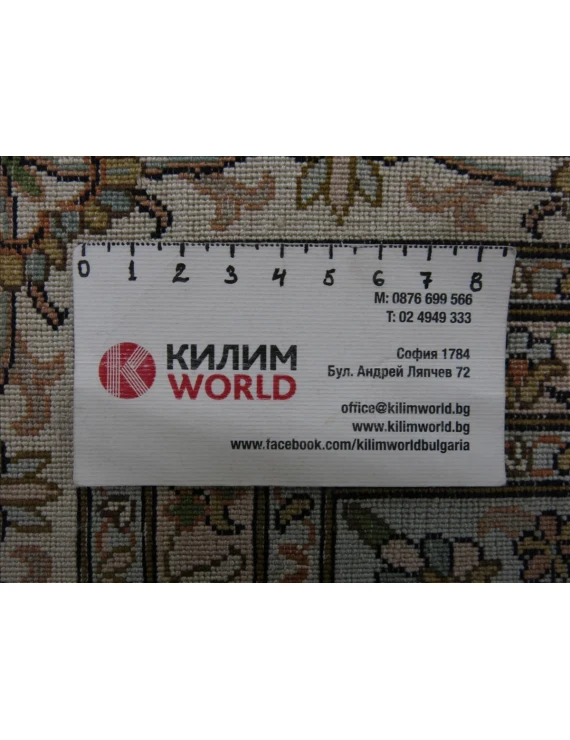 0 1 2 3 4 5 6 7 8
M: 0876 699 566
T: 02 4949 333
КИЛИМ
WORLD
София 1784
Бул. Андрей Ляпчев 72
office@kilimworld.bg
www.kilimworld.bg
www.facebook.com/kilimworldbulgaria